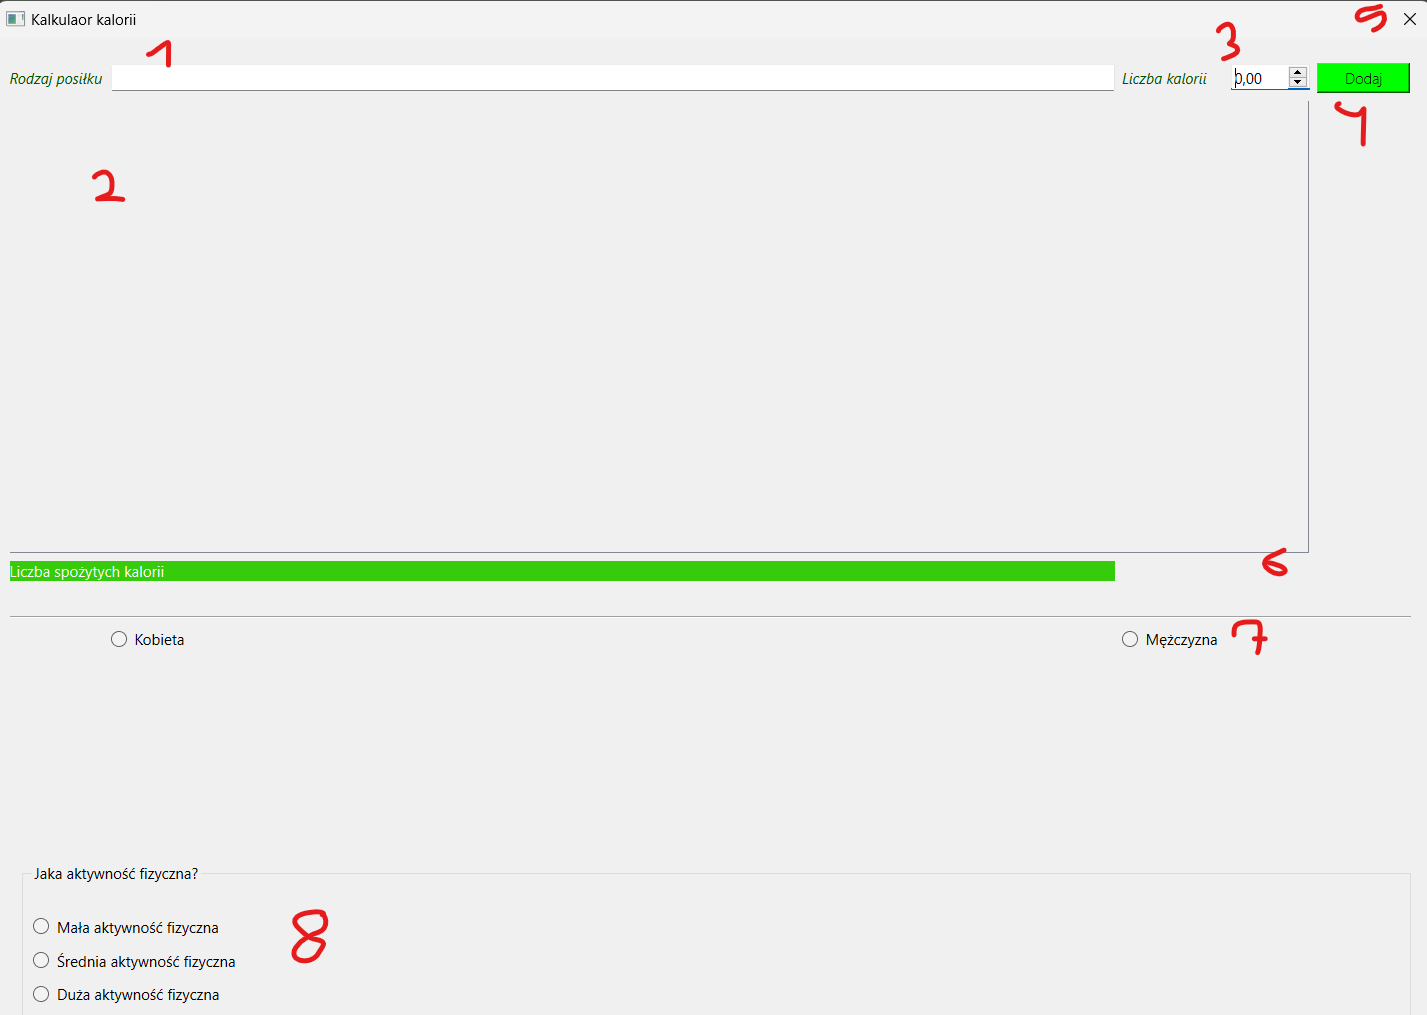 Kalkulaor kalorii 5
1 3
Rodzaj posiłku Liczba kalorii 0,00 Dodaj
4
2
Liczba spożytych kalorii 6
Kobieta Mężczyzna 7
Jaka aktywność fizyczna?
Mała aktywność fizyczna 8
Średnia aktywność fizyczna
Duża aktywność fizyczna